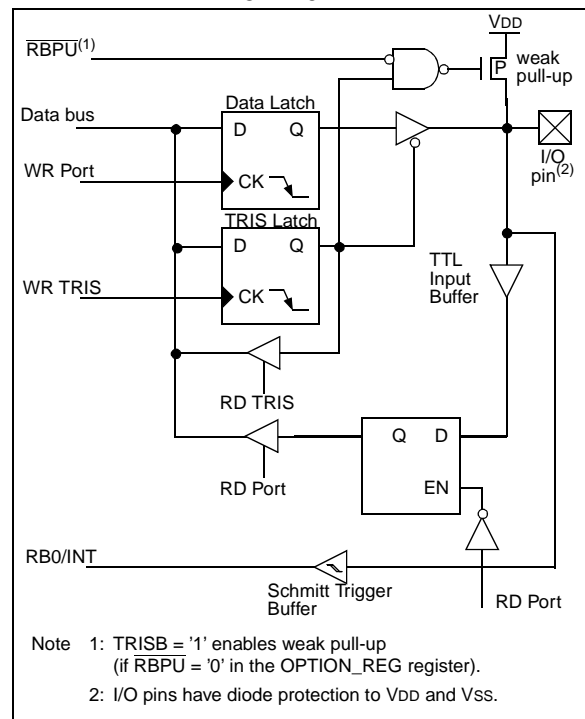 VDD
RBPU(1)
P
weak
pull-up
Data Latch
Data bus
D Q
I/O
pin(2)
WR Port
CK
TRIS Latch
D Q
TTL
Input
Buffer
WR TRIS
CK
RD TRIS
Q D
RD Port
EN
RB0/INT
Schmitt Trigger
Buffer
RD Port
Note 1: TRISB = '1' enables weak pull-up
(if RBPU = '0' in the OPTION_REG register).
2: I/O pins have diode protection to VDD and VSS.